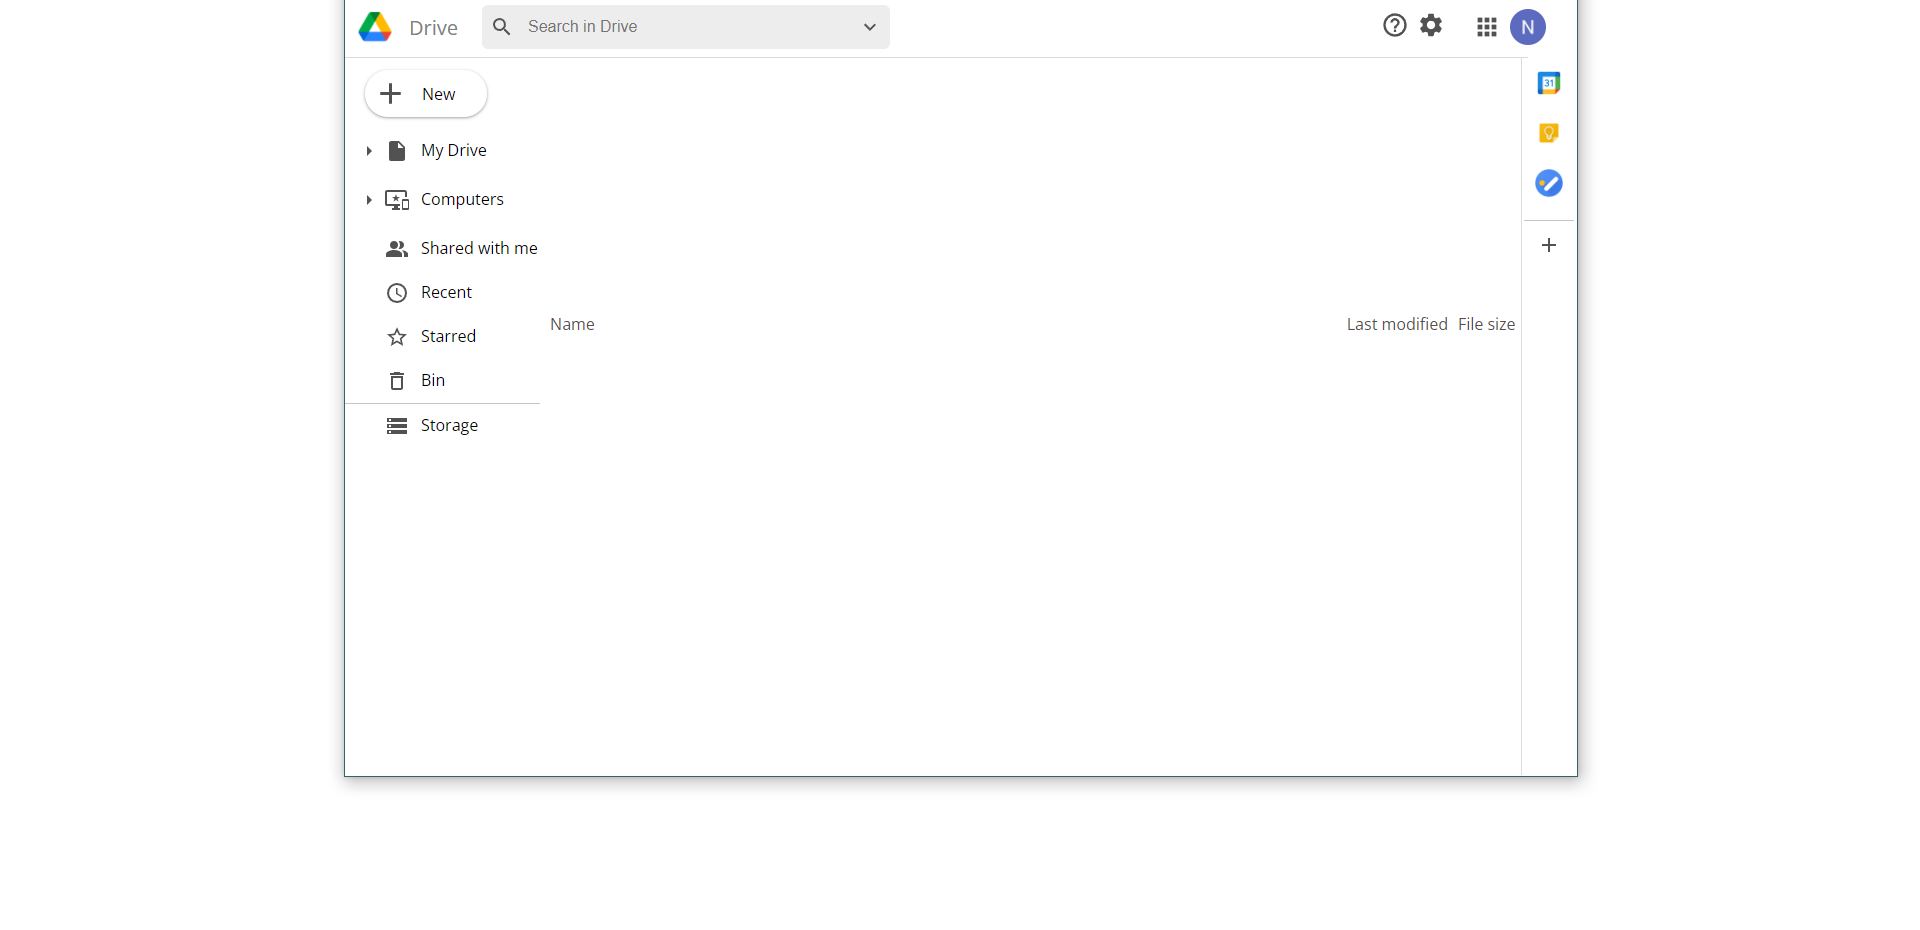 Drive
Search in Drive
N
New
31
My Drive
Computers
Shared with me
Recent
Name Last modified File size
Starred
Bin
Storage